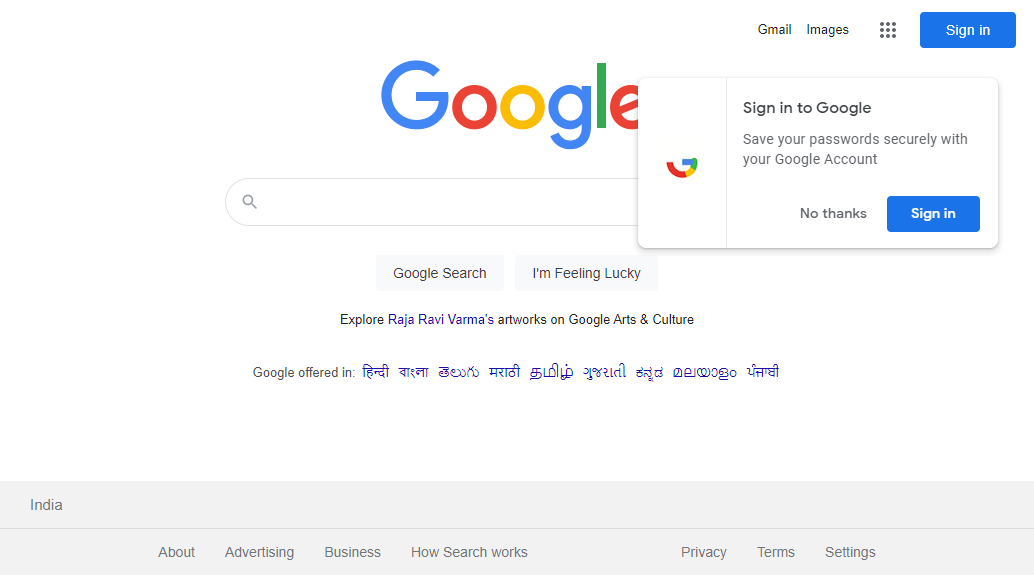 Gmail Images Sign in
Google
Sign in to Google
Save your passwords securely with
your Google Account
No thanks Sign in
Google Search I'm Feeling Lucky
Explore Raja Ravi Varma's artworks on Google Arts & Culture
Google offered in: हिन्दी বাংলা తెలుగు मराठी தமிழ் ગુજરાતી ಕನ್ನಡ മലയാളം ਪੰਜਾਬੀ
India
About Advertising Business How Search works Privacy Terms Settings